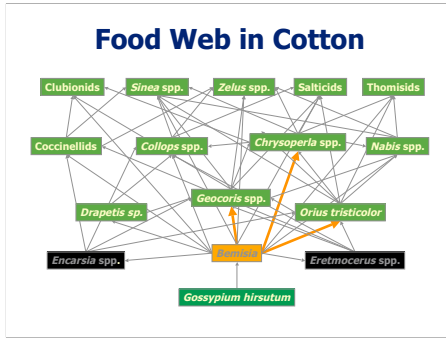 Food Web in Cotton
Clubionids
Sinea spp.
Zelus spp.
Salticids
Thomisids
Coccinellids
Collops spp.
Chrysoperla spp.
Nabis spp.
Geocoris spp.
Drapetis sp.
Orius tristicolor
Bemisia
Encarsia spp.
Eretmocerus spp.
Gossypium hirsutum